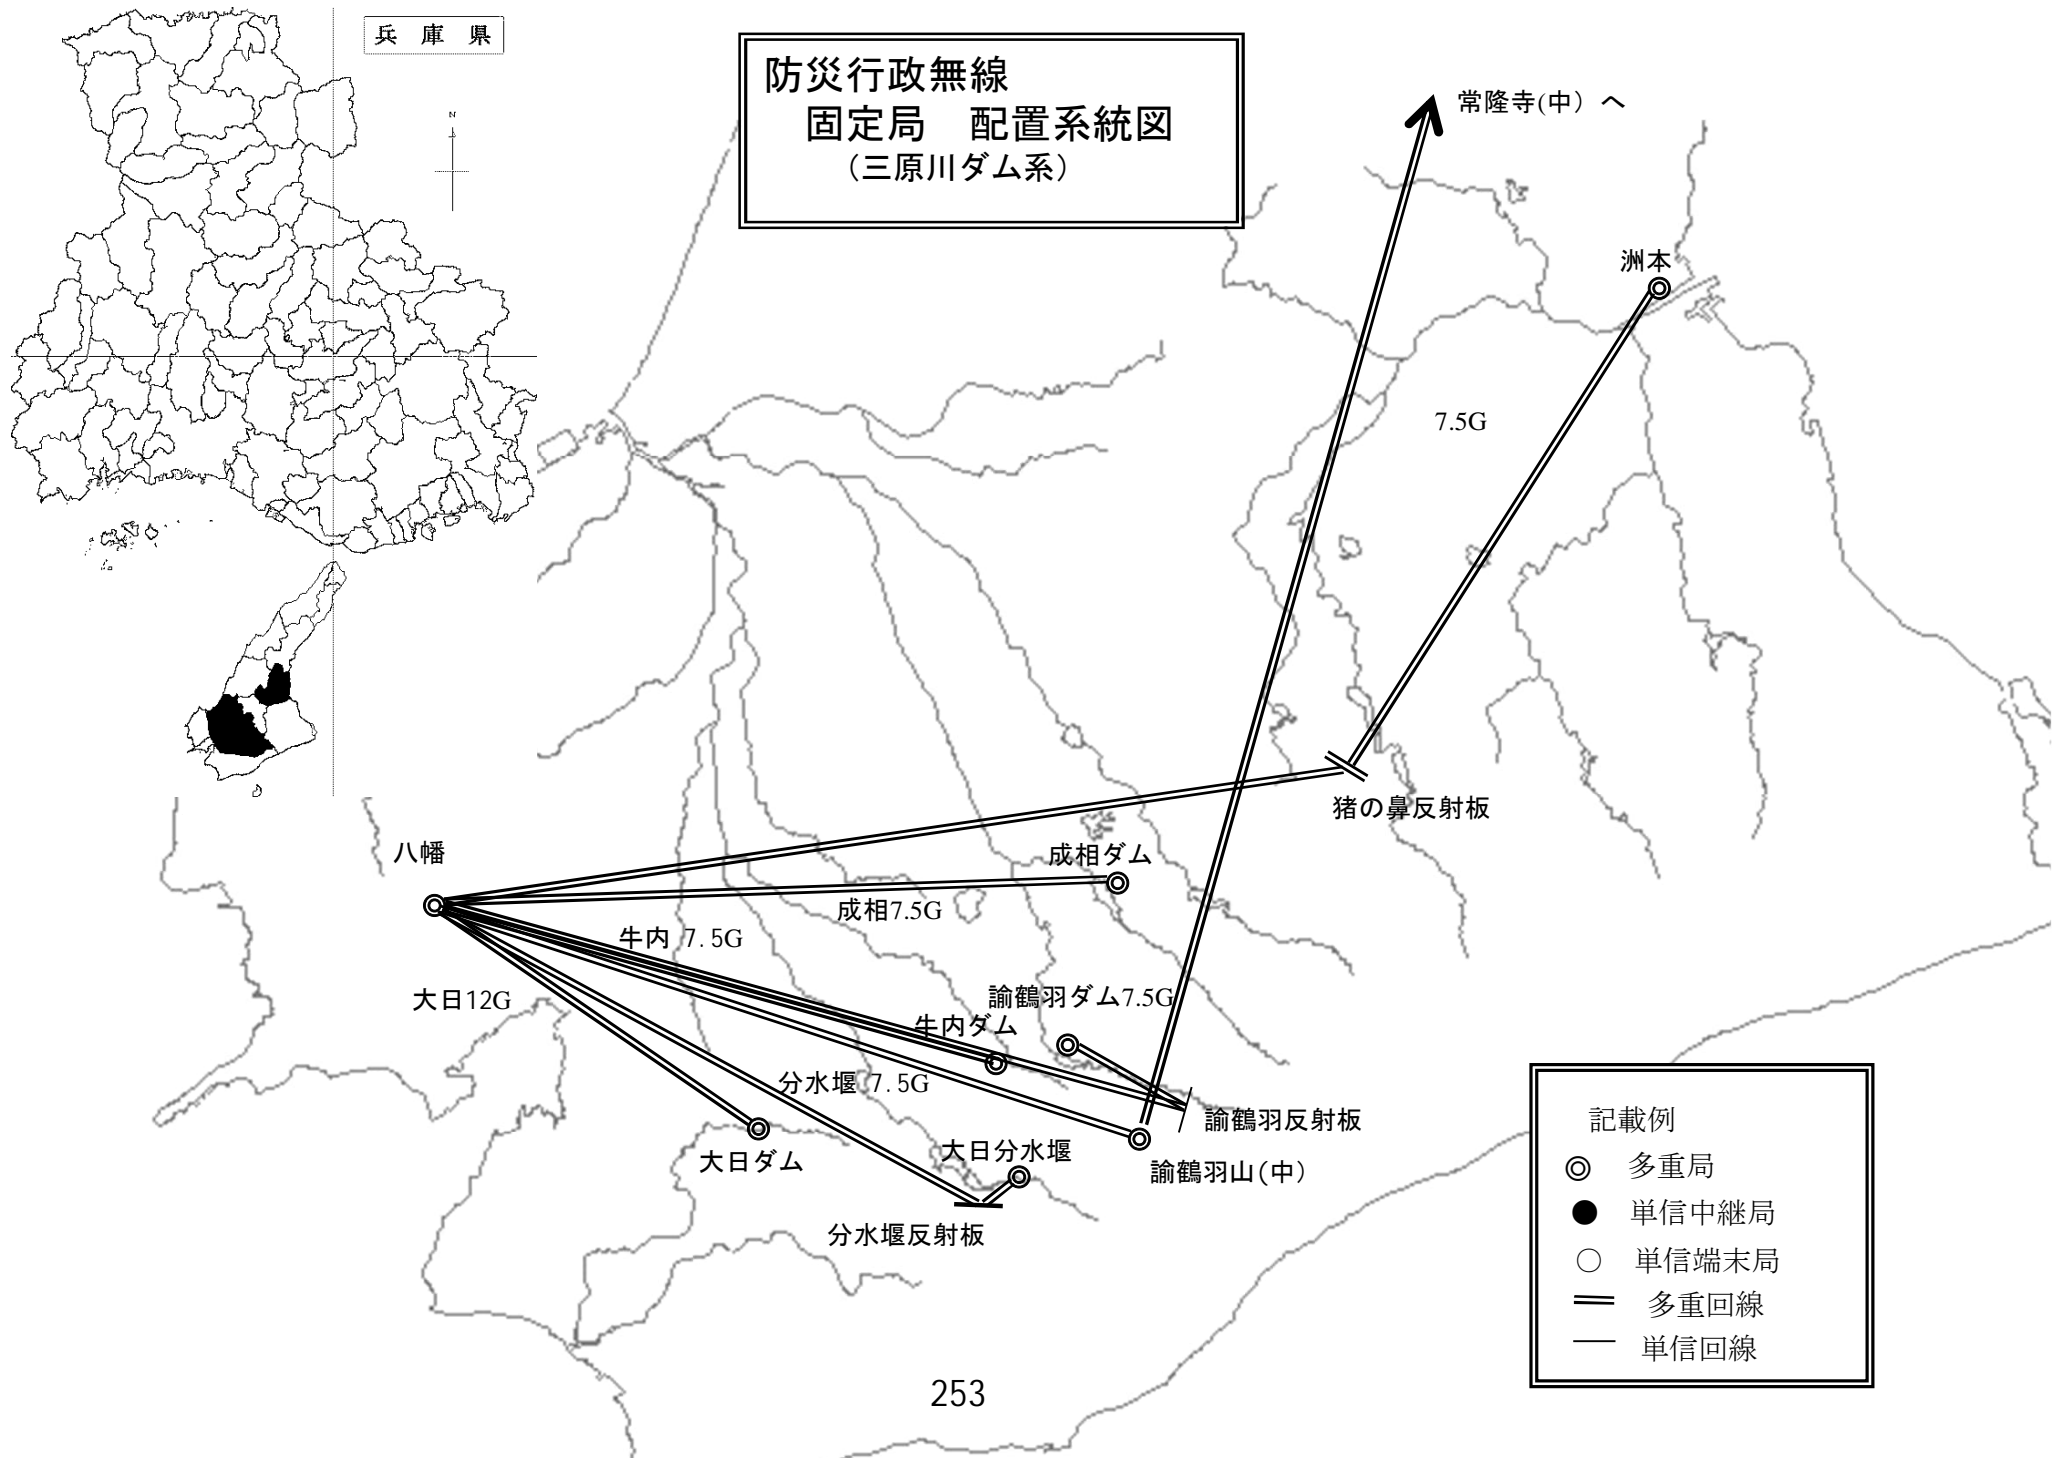 兵 庫 県
N
防災行政無線
固定局 配置系統図
(三原川ダム系)
常隆寺(中) へ
洲本
7.5G
猪の鼻反射板
八幡
成相ダム
成相7.5G
牛内 7.5G
大日12G
諭鶴羽ダム7.5G
牛内ダム
分水堰 7.5G
諭鶴羽反射板
大日ダム
大日分水堰
諭鶴羽山(中)
分水堰反射板
記載例
◎ 多重局
● 単信中継局
○ 単信端末局
多重回線
単信回線
253